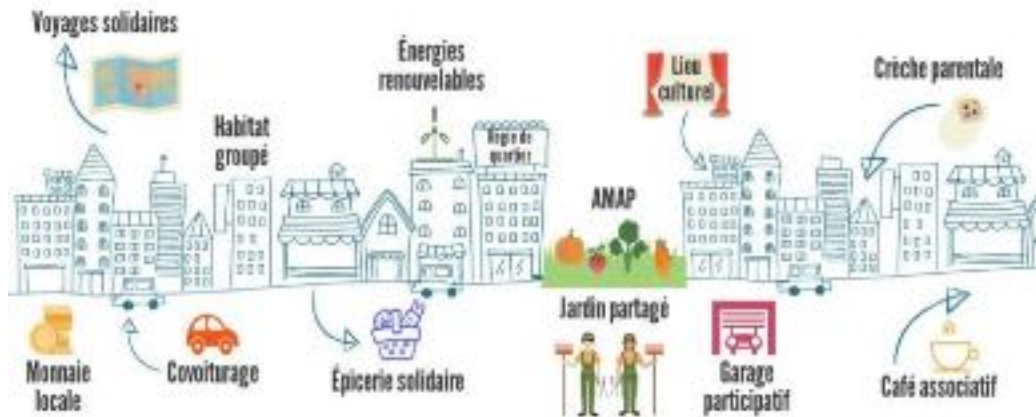 Voyages solidaires
Énergies
renouvelables
Lieu
culturel
Crèche parentale
Habitat
groupé
Régie de
quartier
AMAP
Monnaie
locale
Covoiturage
Épicerie solidaire
Jardin partagé
Garage
participatif
Café associatif